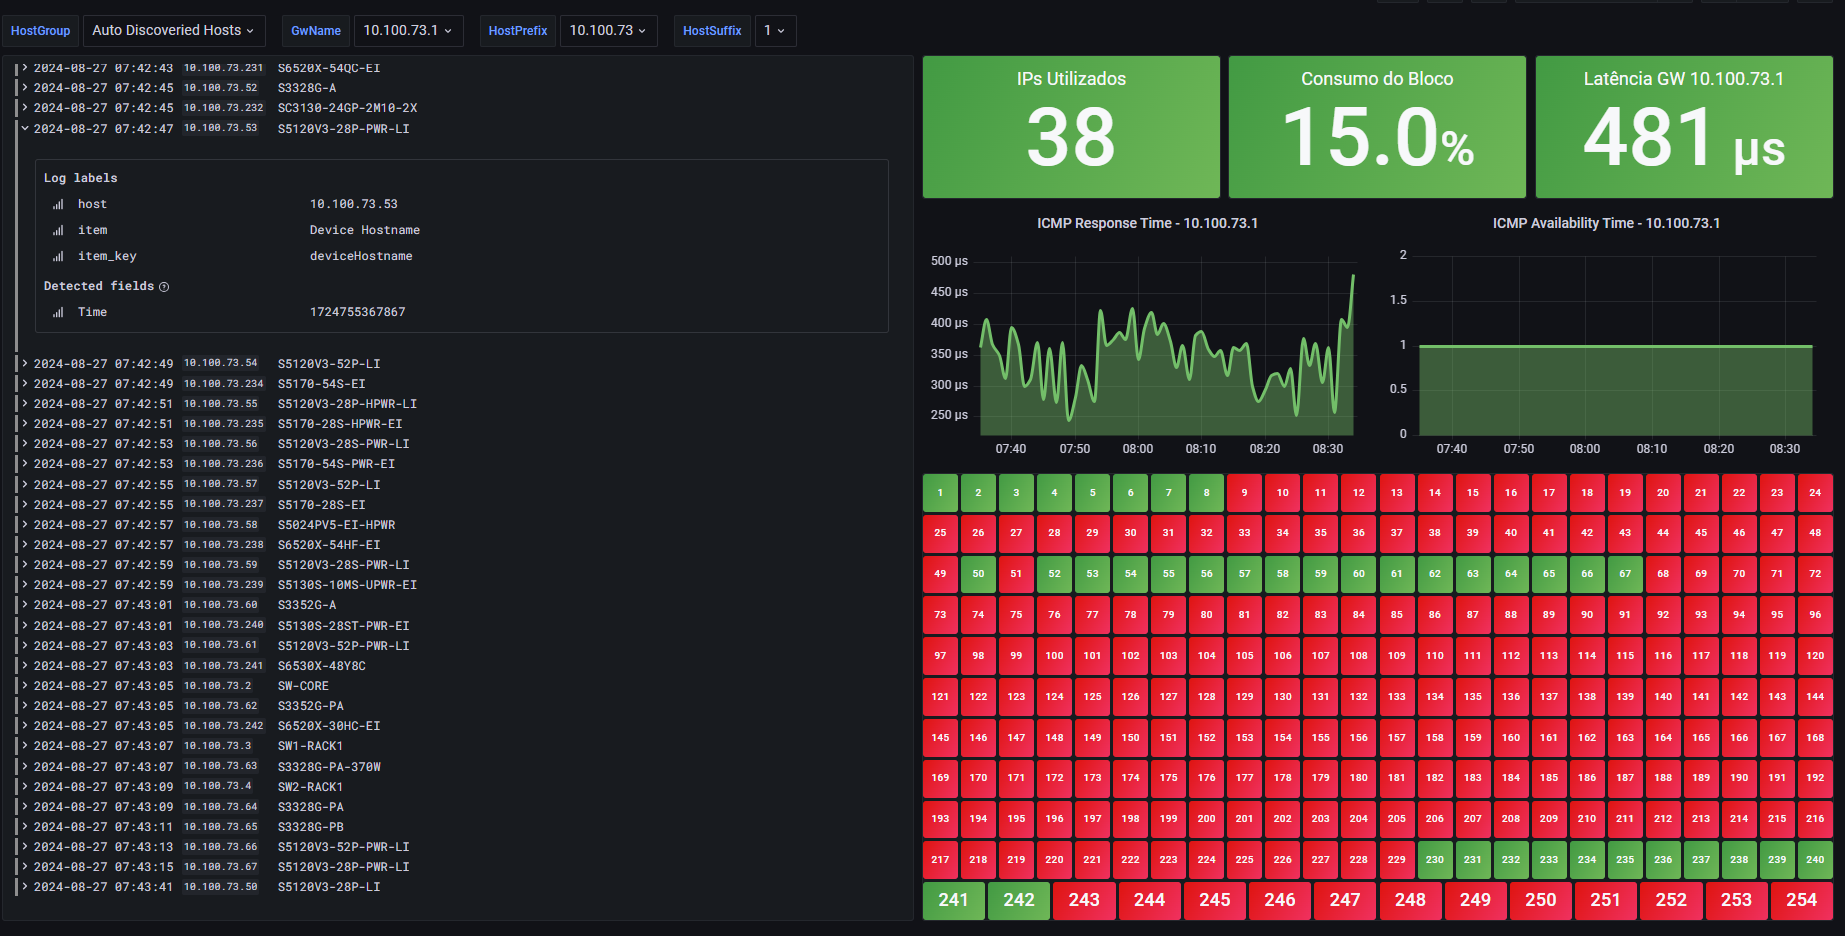 HostGroup Auto Discoveried Hosts GwName 10.100.73.1 HostPrefix 10.100.73 HostSuffix 1
2024-08-27 07:42:43 10.100.73.231 S6520X-54QC-EI
2024-08-27 07:42:45 10.100.73.52 S3328G-A
2024-08-27 07:42:45 10.100.73.232 SC3130-24GP-2M10-2X
2024-08-27 07:42:47 10.100.73.53 S5120V3-28P-PWR-LI
Log labels
host 10.100.73.53
item Device Hostname
item_key deviceHostname
Detected fields
Time 1724755367867
2024-08-27 07:42:49 10.100.73.54 S5120V3-52P-LI
2024-08-27 07:42:49 10.100.73.234 S5170-54S-EI
2024-08-27 07:42:51 10.100.73.55 S5120V3-28P-HPWR-LI
2024-08-27 07:42:51 10.100.73.235 S5170-28S-HPWR-EI
2024-08-27 07:42:53 10.100.73.56 S5120V3-28S-PWR-LI
2024-08-27 07:42:53 10.100.73.236 S5170-54S-PWR-EI
2024-08-27 07:42:55 10.100.73.57 S5120V3-52P-LI
2024-08-27 07:42:55 10.100.73.237 S5170-28S-EI
2024-08-27 07:42:57 10.100.73.58 S5024PV5-EI-HPWR
2024-08-27 07:42:57 10.100.73.238 S6520X-54HF-EI
2024-08-27 07:42:59 10.100.73.59 S5120V3-28S-PWR-LI
2024-08-27 07:42:59 10.100.73.239 S5130S-10MS-UPWR-EI
2024-08-27 07:43:01 10.100.73.60 S3352G-A
2024-08-27 07:43:01 10.100.73.240 S5130S-28ST-PWR-EI
2024-08-27 07:43:03 10.100.73.61 S5120V3-52P-PWR-LI
2024-08-27 07:43:03 10.100.73.241 S6530X-48Y8C
2024-08-27 07:43:05 10.100.73.2 SW-CORE
2024-08-27 07:43:05 10.100.73.62 S3352G-PA
2024-08-27 07:43:05 10.100.73.242 S6520X-30HC-EI
2024-08-27 07:43:07 10.100.73.3 SW1-RACK1
2024-08-27 07:43:07 10.100.73.63 S3328G-PA-370W
2024-08-27 07:43:09 10.100.73.4 SW2-RACK1
2024-08-27 07:43:09 10.100.73.64 S3328G-PA
2024-08-27 07:43:11 10.100.73.65 S3328G-PB
2024-08-27 07:43:13 10.100.73.66 S5120V3-52P-PWR-LI
2024-08-27 07:43:15 10.100.73.67 S5120V3-28P-PWR-LI
2024-08-27 07:43:41 10.100.73.50 S5120V3-28P-LI
IPs Utilizados
38
Consumo do Bloco
15.0%
Latência GW 10.100.73.1
481 µs
ICMP Response Time - 10.100.73.1
500 µs
450 µs
400 µs
350 µs
300 µs
250 µs
07:40 07:50 08:00 08:10 08:20 08:30
ICMP Availability Time - 10.100.73.1
2
1.5
1
0.5
0
07:40 07:50 08:00 08:10 08:20 08:30
1 2 3 4 5 6 7 8 9 10 11 12 13 14 15 16 17 18 19 20 21 22 23 24
25 26 27 28 29 30 31 32 33 34 35 36 37 38 39 40 41 42 43 44 45 46 47 48
49 50 51 52 53 54 55 56 57 58 59 60 61 62 63 64 65 66 67 68 69 70 71 72
73 74 75 76 77 78 79 80 81 82 83 84 85 86 87 88 89 90 91 92 93 94 95 96
97 98 99 100 101 102 103 104 105 106 107 108 109 110 111 112 113 114 115 116 117 118 119 120
121 122 123 124 125 126 127 128 129 130 131 132 133 134 135 136 137 138 139 140 141 142 143 144
145 146 147 148 149 150 151 152 153 154 155 156 157 158 159 160 161 162 163 164 165 166 167 168
169 170 171 172 173 174 175 176 177 178 179 180 181 182 183 184 185 186 187 188 189 190 191 192
193 194 195 196 197 198 199 200 201 202 203 204 205 206 207 208 209 210 211 212 213 214 215 216
217 218 219 220 221 222 223 224 225 226 227 228 229 230 231 232 233 234 235 236 237 238 239 240
241 242 243 244 245 246 247 248 249 250 251 252 253 254